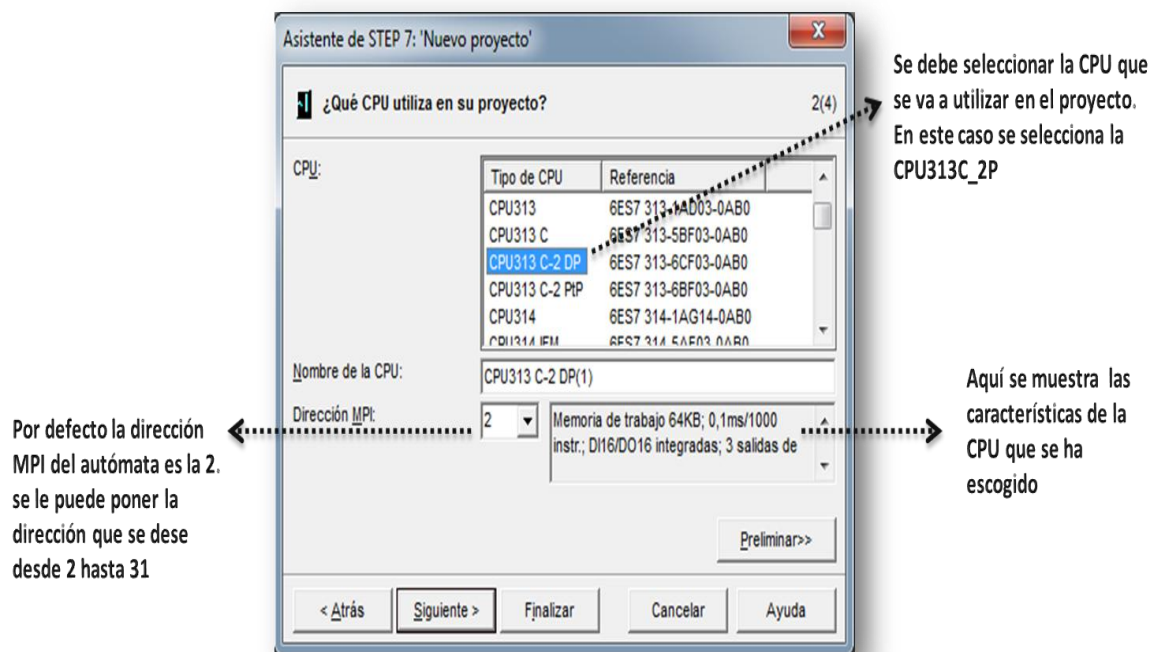 Asistente de STEP 7: 'Nuevo proyecto'
¿Qué CPU utiliza en su proyecto?
2(4)
CPU:
Tipo de CPU
Referencia
CPU313
6ES7 313-1AD03-0AB0
CPU313 C
6ES7 313-5BF03-0AB0
CPU313 C-2 DP
6ES7 313-6CF03-0AB0
CPU313 C-2 PtP
6ES7 313-6BF03-0AB0
CPU314
6ES7 314-1AG14-0AB0
CPU314 IFM
6ES7 314-5AE03-0AB0
Nombre de la CPU:
CPU313 C-2 DP(1)
Dirección MPI:
2
Memoria de trabajo 64KB; 0,1ms/1000
instr.; DI16/DO16 integradas; 3 salidas de
Preliminar>>
< Atrás
Siguiente >
Finalizar
Cancelar
Ayuda
Se debe seleccionar la CPU que
se va a utilizar en el proyecto.
En este caso se selecciona la
CPU313C_2P
Aquí se muestra las
características de la
CPU que se ha
escogido
Por defecto la dirección
MPI del autómata es la 2.
se le puede poner la
dirección que se dese
desde 2 hasta 31